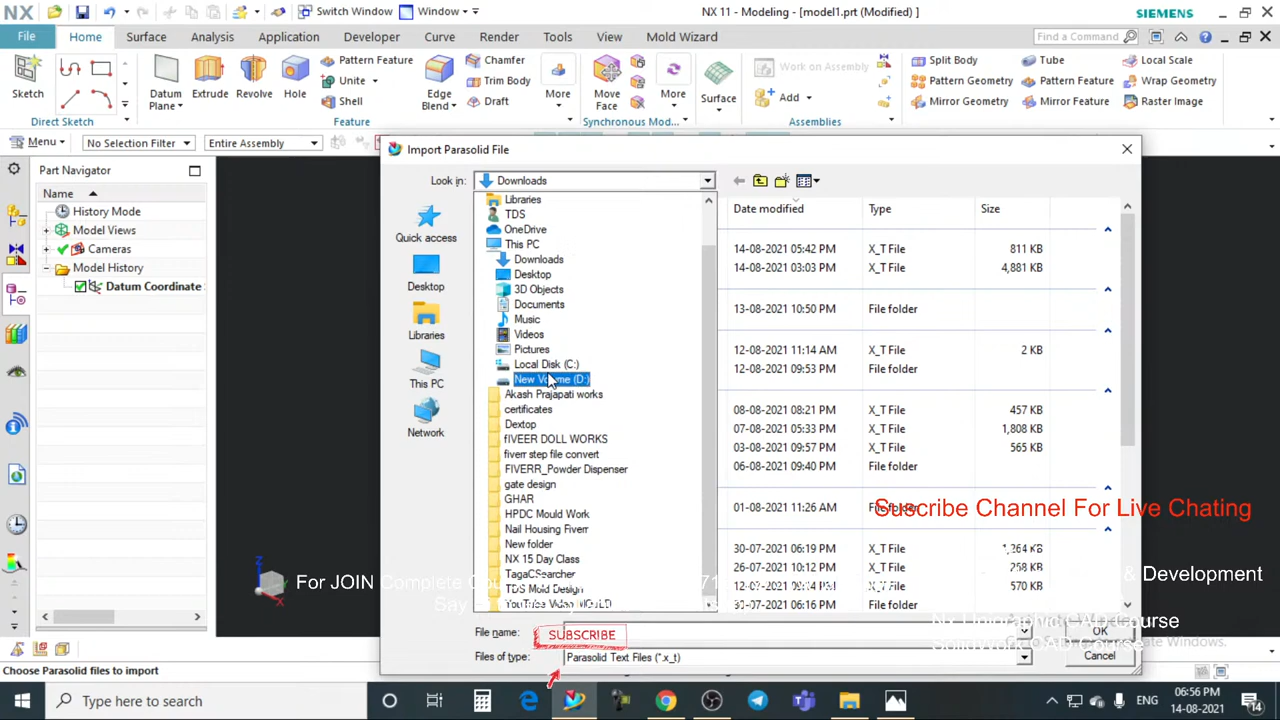 NX
Switch Window
Window
NX 11 - Modeling - [model1.prt (Modified) ]
SIEMENS
File
Home
Surface
Analysis
Curve
Assemblies
Application
Developer
Render
Tools
View
Mold Wizard
Find a Command
Sketch
Direct Sketch
Datum
Plane
Extrude
Revolve
Hole
Pattern Feature
Unite
Shell
Edge
Blend
Chamfer
Trim Body
Draft
More
Feature
Move
Face
More
Synchronous Mod...
Surface
Work on Assembly
Add
Assemblies
Split Body
Pattern Geometry
Mirror Geometry
Tube
Pattern Feature
Mirror Feature
Local Scale
Wrap Geometry
Raster Image
Menu
No Selection Filter
Entire Assembly
Part Navigator
Name
History Mode
Model Views
Cameras
Model History
Datum Coordinate
Import Parasolid File
Look in:
Downloads
Quick access
Desktop
Libraries
This PC
Network
Libraries
TDS
OneDrive
This PC
Downloads
Desktop
3D Objects
Documents
Music
Videos
Pictures
Local Disk (C:)
New Volume (D:)
Akash Prajapati works
certificates
Dextop
fIVEER DOLL WORKS
fiverr step file convert
FIVERR_Powder Dispenser
gate design
GHAR
HPDC Mould Work
Nail Housing Fiverr
New folder
NX 15 Day Class
TagaCSearcher
TDS Mold Design
Date modified
Type
Size
14-08-2021 05:42 PM X_T File 811 KB
14-08-2021 03:03 PM X_T File 4,881 KB
13-08-2021 10:50 PM File folder
12-08-2021 11:14 AM X_T File 2 KB
12-08-2021 09:53 PM File folder
08-08-2021 08:21 PM X_T File 457 KB
07-08-2021 05:33 PM X_T File 1,808 KB
03-08-2021 09:57 PM X_T File 565 KB
06-08-2021 09:40 PM File folder
01-08-2021 11:26 AM
Suscribe Channel For Live Chating
30-07-2021 06:19 PM X_T File 1,264 KB
26-07-2021 10:12 PM X_T File 268 KB
570 KB
30-07-2021 06:16 PM File folder
For JOIN Complete
& Development
Say
File name:
SUBSCRIBE
OK
Files of type:
Parasolid Text Files (*.x_t)
Cancel
Choose Parasolid files to import
Type here to search
ENG
06:56 PM
14-08-2021
14